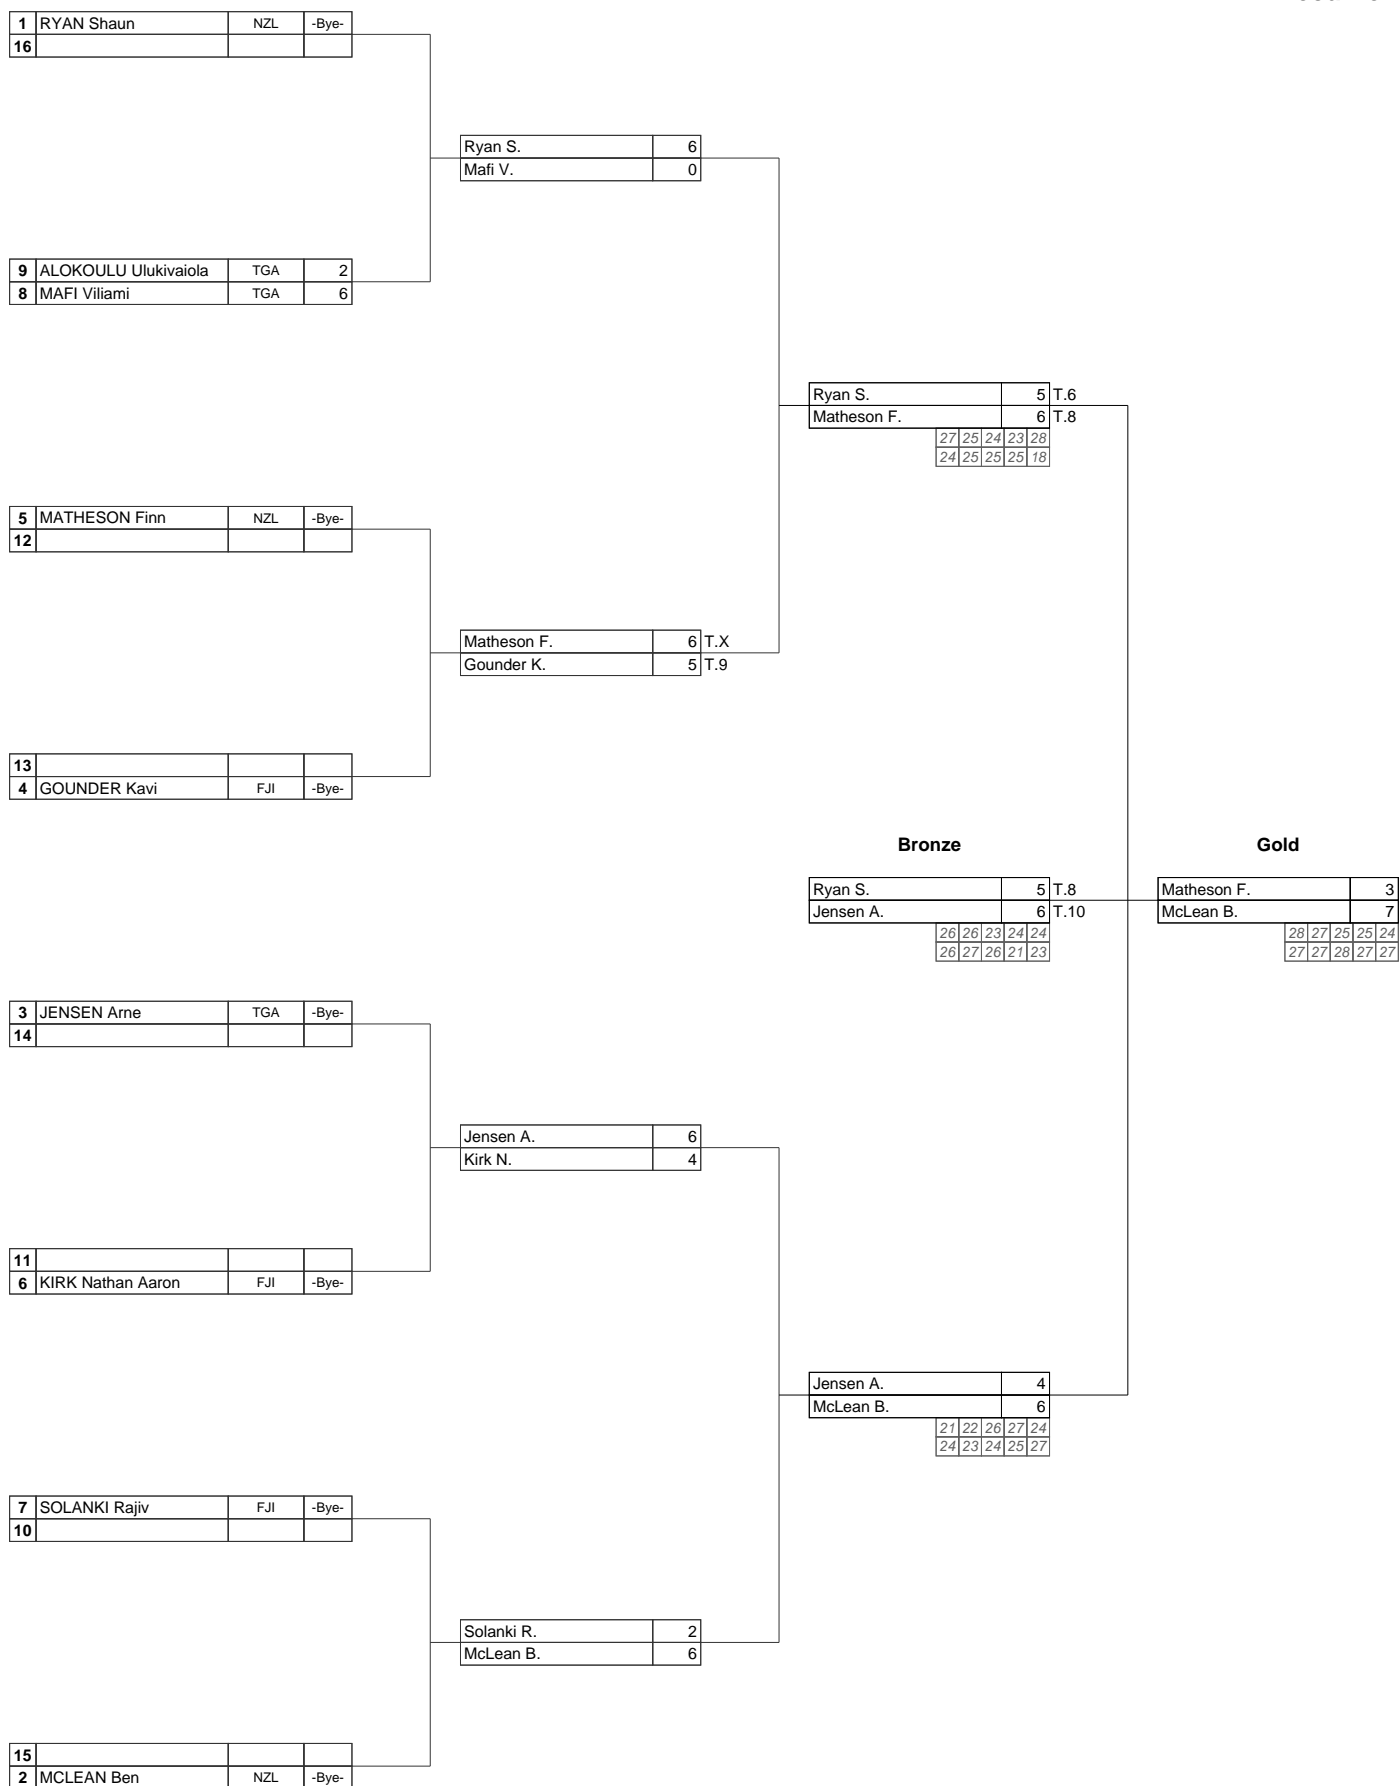 1 RYAN Shaun NZL -Bye-
16
Ryan S. 6
Mafi V. 0
9 ALOKOULU Ulukivaiola TGA 2
8 MAFI Viliami TGA 6
Ryan S. 5 T.6
Matheson F. 6 T.8
27 25 24 23 28
24 25 25 25 18
5 MATHESON Finn NZL -Bye-
12
Matheson F. 6 T.X
Gounder K. 5 T.9
13
4 GOUNDER Kavi FJI -Bye-
Bronze Gold
Ryan S. 5 T.8 Matheson F. 3
Jensen A. 6 T.10 McLean B. 7
26 26 23 24 24 28 27 25 25 24
26 27 26 21 23 27 27 28 27 27
3 JENSEN Arne TGA -Bye-
14
Jensen A. 6
Kirk N. 4
11
6 KIRK Nathan Aaron FJI -Bye-
Jensen A. 4
McLean B. 6
21 22 26 27 24
24 23 24 25 27
7 SOLANKI Rajiv FJI -Bye-
10
Solanki R. 2
McLean B. 6
15
2 MCLEAN Ben NZL -Bye-